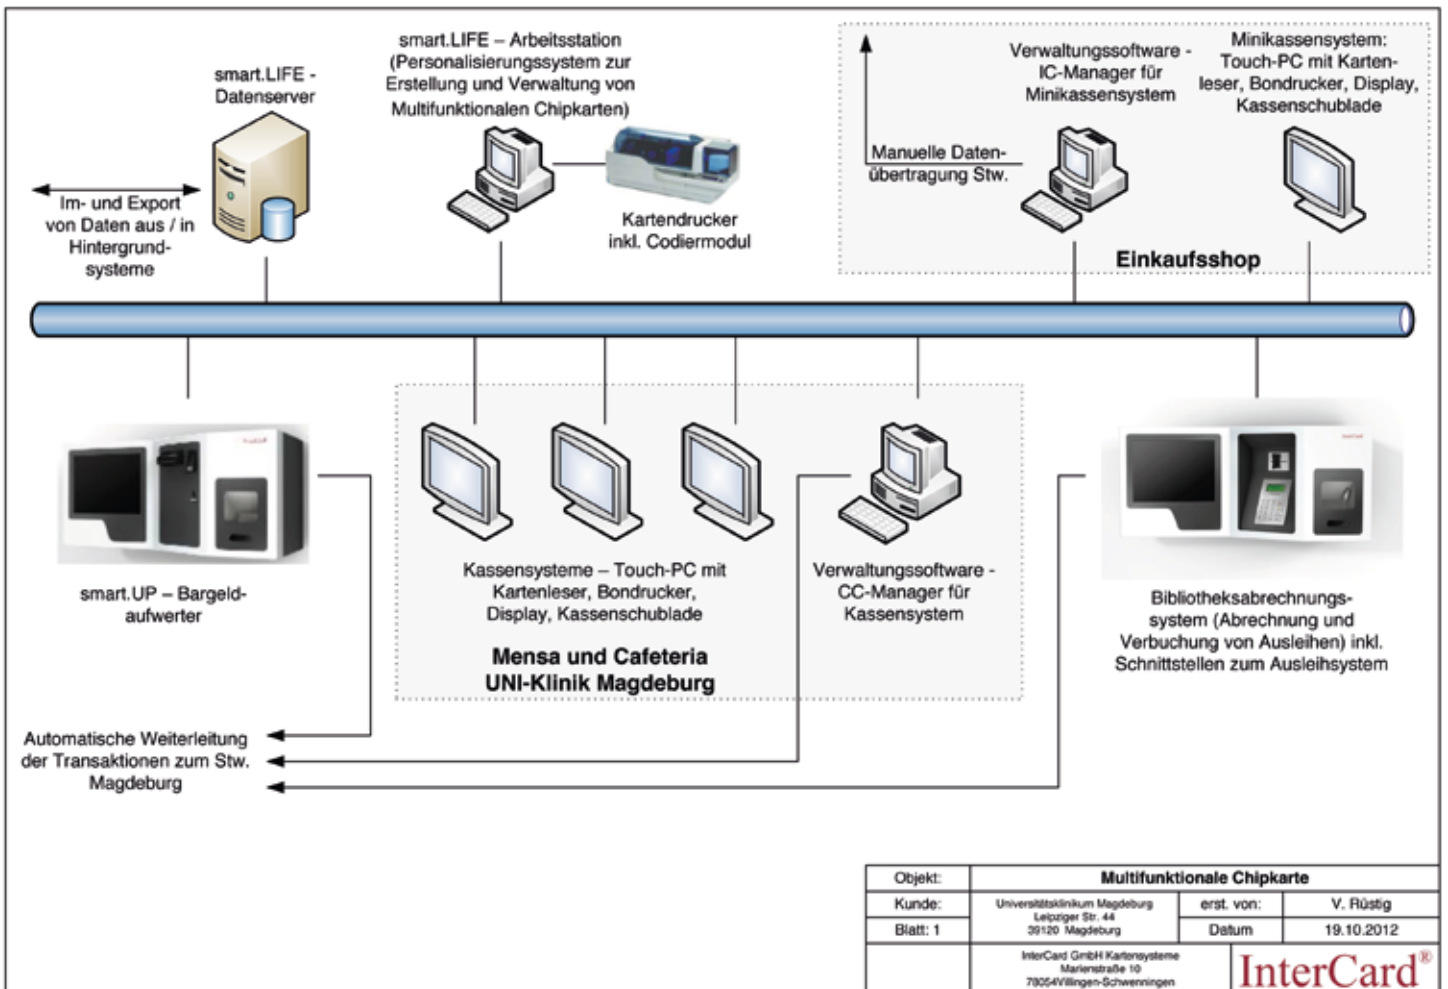 smart.LIFE -
Datenserver
smart.LIFE – Arbeitsstation
(Personalisierungssystem zur
Erstellung und Verwaltung von
Multifunktionalen Chipkarten)
Verwaltungssoftware -
IC-Manager für
Minikassensystem
Minikassensystem:
Touch-PC mit Karten-
leser, Bondrucker, Display,
Kassenschublade
Manuelle Daten-
übertragung Stw.
Im- und Export
von Daten aus / in
Hintergrund-
systeme
Kartendrucker
inkl. Codiermodul
Einkaufsshop
smart.UP – Bargeld-
aufwerter
Kassensysteme – Touch-PC mit
Kartenleser, Bondrucker,
Display, Kassenschublade
Verwaltungssoftware -
CC-Manager für
Kassensystem
Mensa und Cafeteria
UNI-Klinik Magdeburg
Bibliotheksabrechnungs-
system (Abrechnung und
Verbuchung von Ausleihen) inkl.
Schnittstellen zum Ausleihsystem
Automatische Weiterleitung
der Transaktionen zum Stw.
Magdeburg
Objekt:
Multifunktionale Chipkarte
Kunde:
Universitätsklinikum Magdeburg
Leipziger Str. 44
39120 Magdeburg
erst. von:
V. Rüstig
Blatt: 1
Datum
19.10.2012
InterCard GmbH Kartensysteme
Marienstraße 10
78054Villingen-Schwenningen
InterCard®